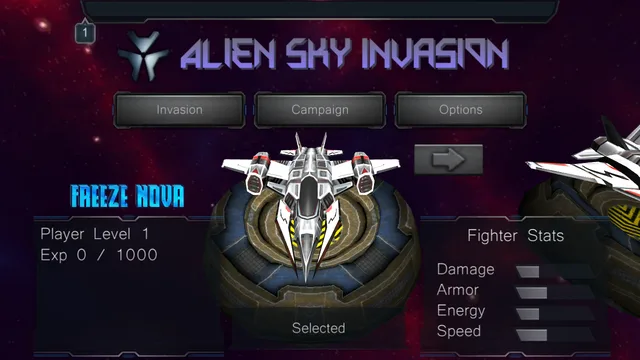 1
ALIEN SKY INVASION
Invasion
Campaign
Options
FREEZE NOVA
Player Level 1
Exp 0 / 1000
Selected
Fighter Stats
Damage
Armor
Energy
Speed